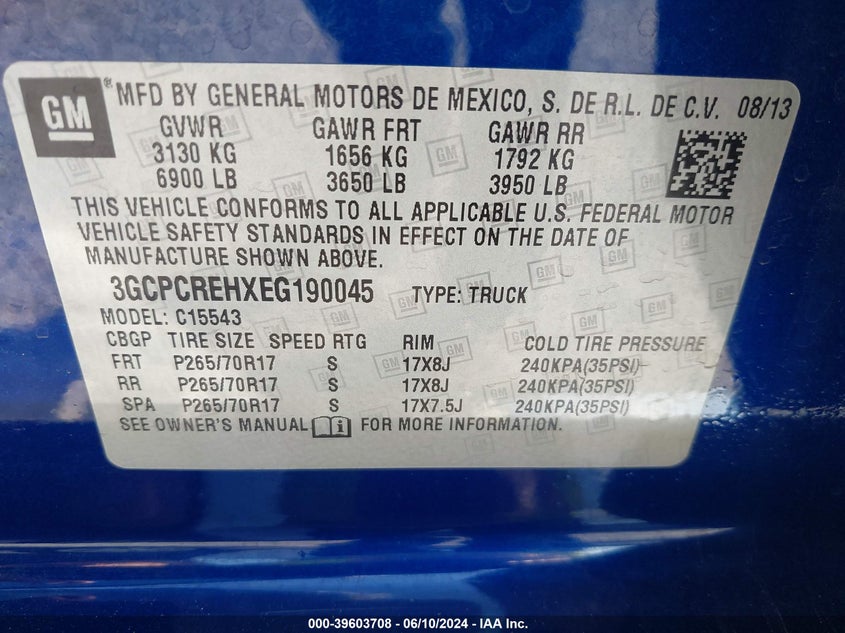 GM
® MFD BY GENERAL MOTORS DE MEXICO, S. DE R.L. DE C.V. 08/13
GVWR GAWR FRT GAWR RR
3130 KG 1656 KG 1792 KG
6900 LB 3650 LB 3950 LB
THIS VEHICLE CONFORMS TO ALL APPLICABLE U.S. FEDERAL MOTOR
VEHICLE SAFETY STANDARDS IN EFFECT ON THE DATE OF
MANUFACTURE SHOWN ABOVE.
3GCPCREHXEG190045 TYPE: TRUCK
MODEL: C15543
CBGP TIRE SIZE SPEED RTG RIM COLD TIRE PRESSURE
FRT P265/70R17 S 17X8J 240KPA(35PSI)
RR P265/70R17 S 17X8J 240KPA(35PSI)
SPA P265/70R17 S 17X7.5J 240KPA(35PSI)
SEE OWNER'S MANUAL FOR MORE INFORMATION.
000-39603708 - 06/10/2024 - IAA Inc.